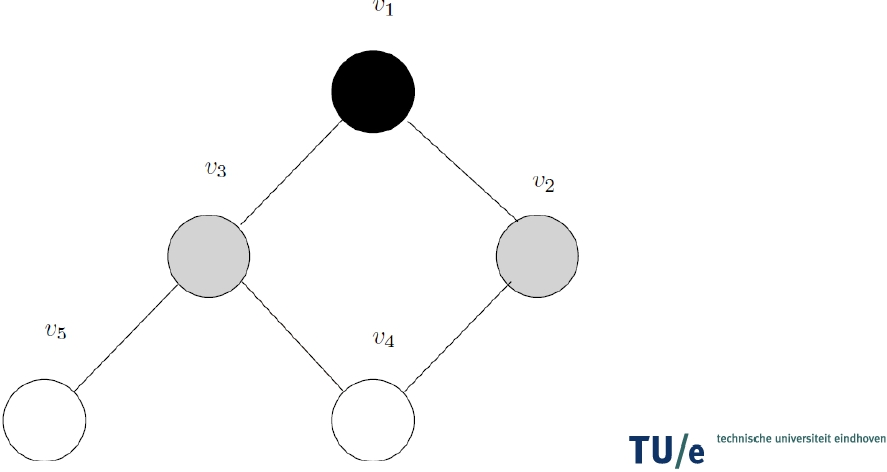 v1
v3
v2
v5
v4
TU/e technische universiteit eindhoven